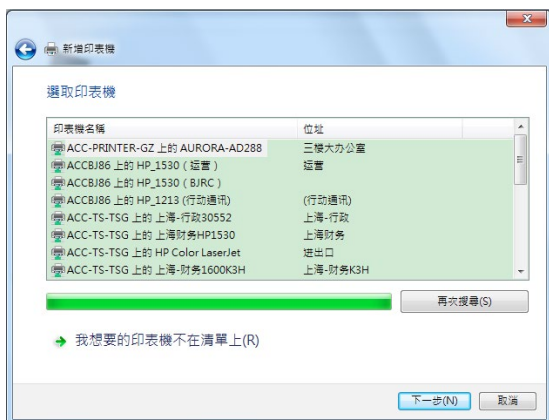 新增印表機
選取印表機
印表機名稱 位址
ACC-PRINTER-GZ 上的 AURORA-AD288 三楼大办公室
ACCBJ86 上的 HP_1530 ( 运营 ) 运营
ACCBJ86 上的 HP_1530 ( BJRC )
ACCBJ86 上的 HP_1213 (行动通讯) (行动通讯)
ACC-TS-TSG 上的 上海-行政30552 上海-行政
ACC-TS-TSG 上的 上海财务HP1530 上海财务
ACC-TS-TSG 上的 HP Color LaserJet 进出口
ACC-TS-TSG 上的 上海-财务1600K3H 上海-财务K3H
再次搜尋(S)
我想要的印表機不在清單上(R)
下一步(N) 取消